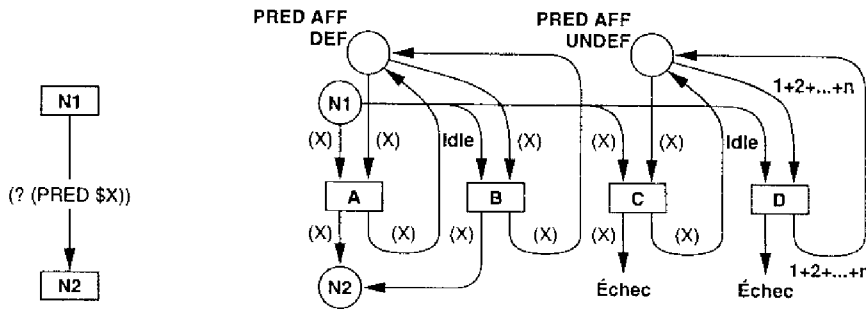 PRED AFF
DEF
PRED AFF
UNDEF
N1
N1
1+2+...+n
(X)
(X)
Idle
(X)
(X)
(X)
Idle
(? (PRED $X))
A
B
C
D
(X)
(X)
(X)
(X)
(X)
(X)
1+2+...+n
N2
N2
Échec
Échec